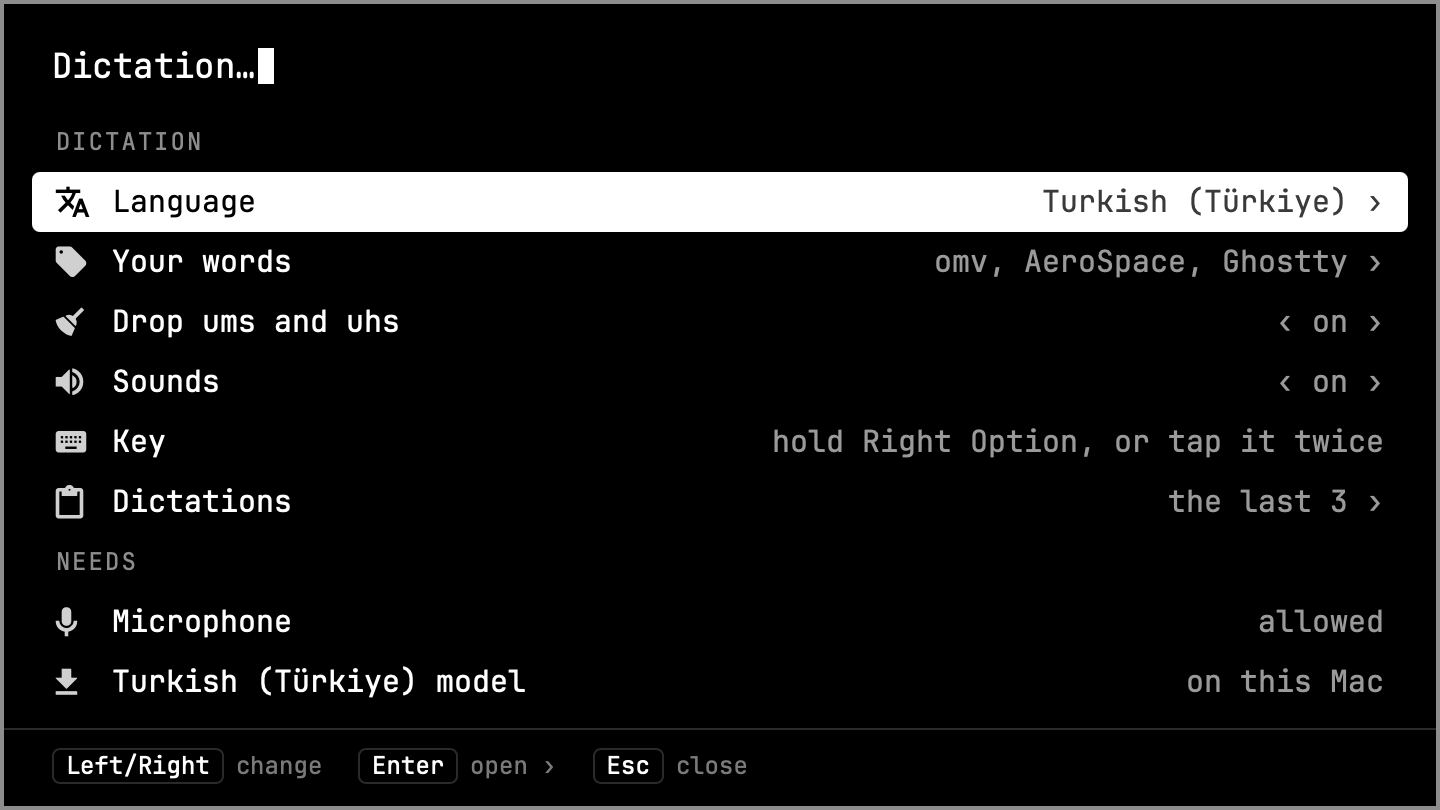 Dictation…
DICTATION
Language Turkish (Türkiye) ›
Your words omv, AeroSpace, Ghostty ›
Drop ums and uhs ‹ on ›
Sounds ‹ on ›
Key hold Right Option, or tap it twice
Dictations the last 3 ›
NEEDS
Microphone allowed
Turkish (Türkiye) model on this Mac
Left/Right change Enter open › Esc close